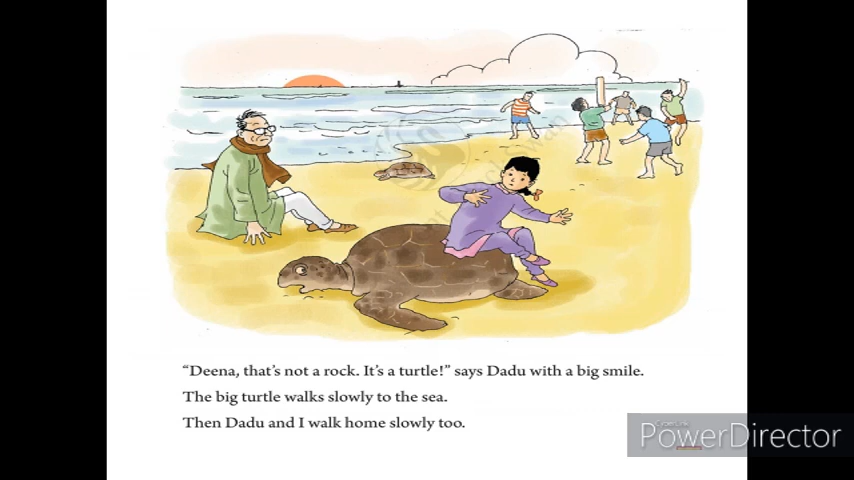 "Deena, that's not a rock. It's a turtle!" says Dadu with a big smile.
The big turtle walks slowly to the sea.
Then Dadu and I walk home slowly too.
CyberLink
PowerDirector